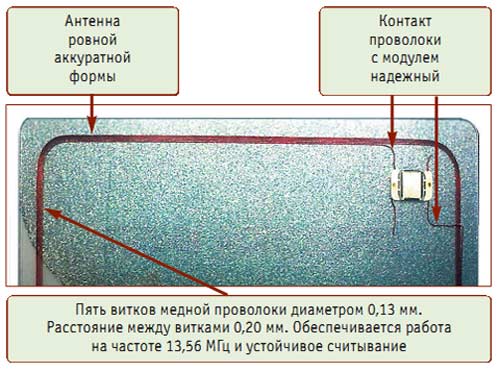 Антенна
ровной
аккуратной
формы
Контакт
проволоки
с модулем
надежный
Пять витков медной проволоки диаметром 0,13 мм.
Расстояние между витками 0,20 мм. Обеспечивается работа
на частоте 13,56 МГц и устойчивое считывание